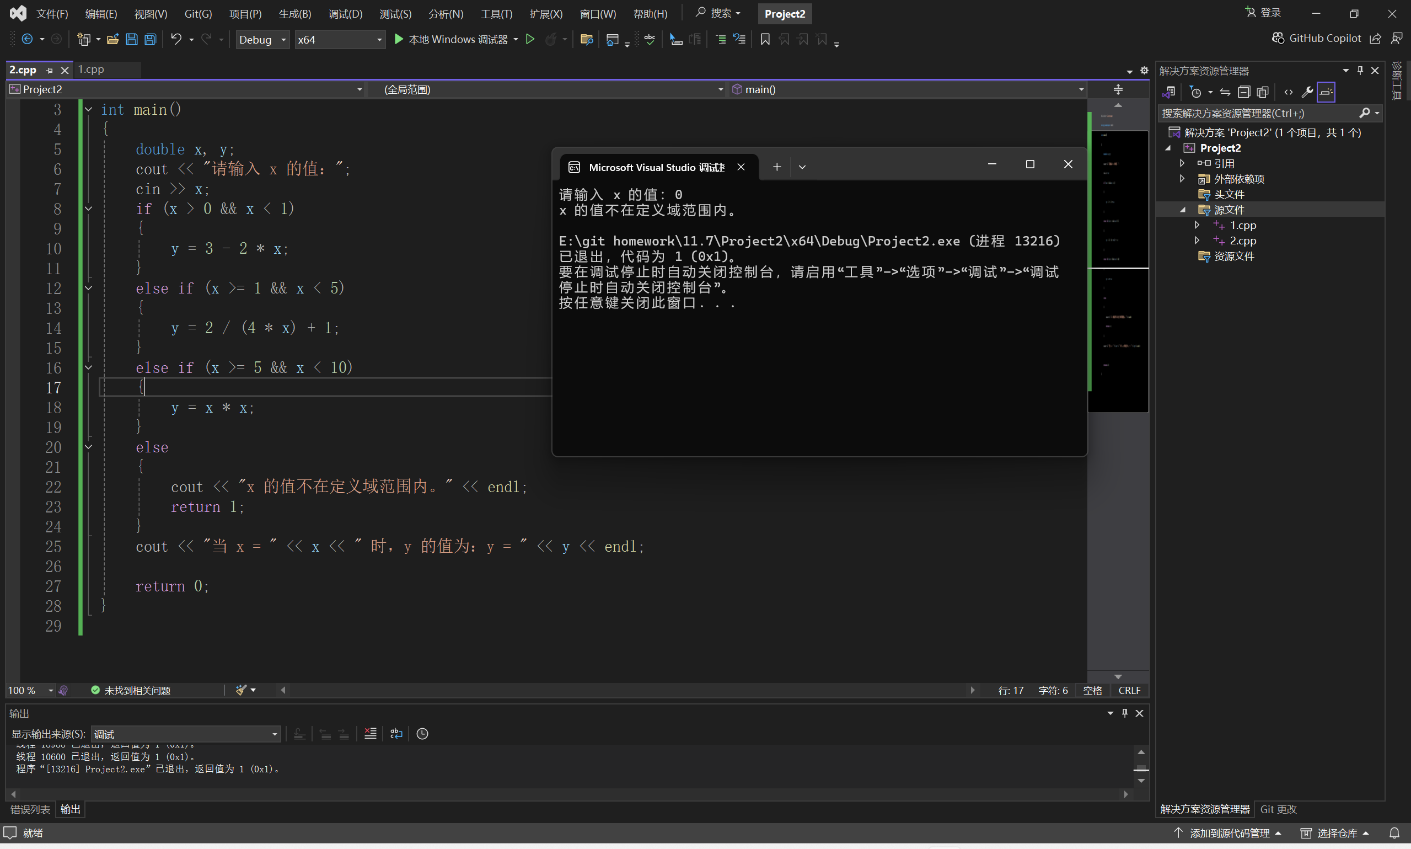 文件(F) 编辑(E) 视图(V) Git(G) 项目(P) 生成(B) 调试(D) 测试(S) 分析(N) 工具(T) 扩展(X) 窗口(W) 帮助(H) 搜索 Project2 登录
Debug x64 本地 Windows 调试器 GitHub Copilot
2.cpp 1.cpp
Project2 (全局范围) main()
3 int main()
4 {
5 double x, y;
6 cout << "请输入 x 的值: ";
7 cin >> x;
8 if (x > 0 && x < 1)
9 {
10 y = 3 - 2 * x;
11 }
12 else if (x >= 1 && x < 5)
13 {
14 y = 2 / (4 * x) + 1;
15 }
16 else if (x >= 5 && x < 10)
17 {
18 y = x * x;
19 }
20 else
21 {
22 cout << "x 的值不在定义域范围内。" << endl;
23 return 1;
24 }
25 cout << "当 x = " << x << " 时, y 的值为: y = " << y << endl;
26
27 return 0;
28 }
29
Microsoft Visual Studio 调试
请输入 x 的值: 0
x 的值不在定义域范围内。
E:\git homework\11.7\Project2\x64\Debug\Project2.exe (进程 13216)
已退出，代码为 1 (0x1)。
要在调试停止时自动关闭控制台，请启用“工具”->“选项”->“调试”->“调试
停止时自动关闭控制台”。
按任意键关闭此窗口. . .
100 % 未找到相关问题 行: 17 字符: 6 空格 CRLF
输出
显示输出来源(S): 调试
线程 10900 已退出，返回值为 1 (0x1)。
线程 10600 已退出，返回值为 1 (0x1)。
程序“[13216] Project2.exe”已退出，返回值为 1 (0x1)。
错误列表 输出
解决方案资源管理器
搜索解决方案资源管理器(Ctrl+;)
解决方案 'Project2' (1 个项目，共 1 个)
Project2
引用
外部依赖项
头文件
源文件
1.cpp
2.cpp
资源文件
解决方案资源管理器 Git 更改
诊断工具
就绪 添加到源代码管理 选择仓库